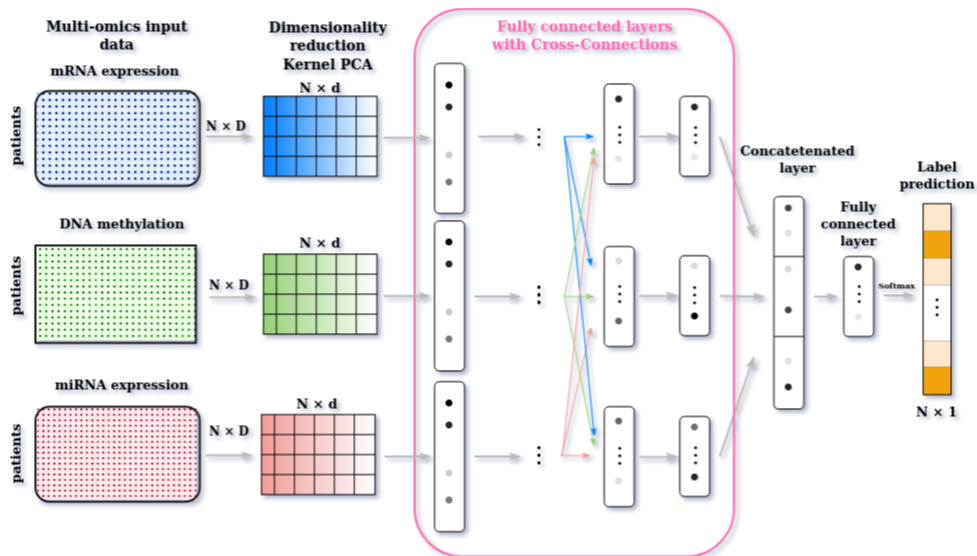 Multi-omics input
data
mRNA expression
patients
N × D
Dimensionality
reduction
Kernel PCA
N × d
Fully connected layers
with Cross-Connections
DNA methylation
patients
N × D
N × d
miRNA expression
patients
N × D
N × d
Concatetenated
layer
Fully
connected
layer
Softmax
Label
prediction
N × 1